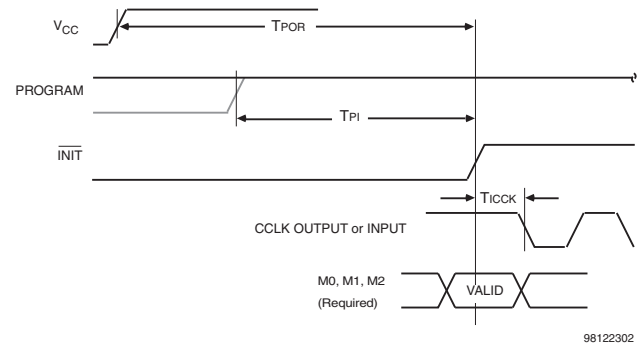 VCC
TPOR
PROGRAM
TPI
INIT
TICCK
CCLK OUTPUT or INPUT
M0, M1, M2
(Required)
VALID
98122302